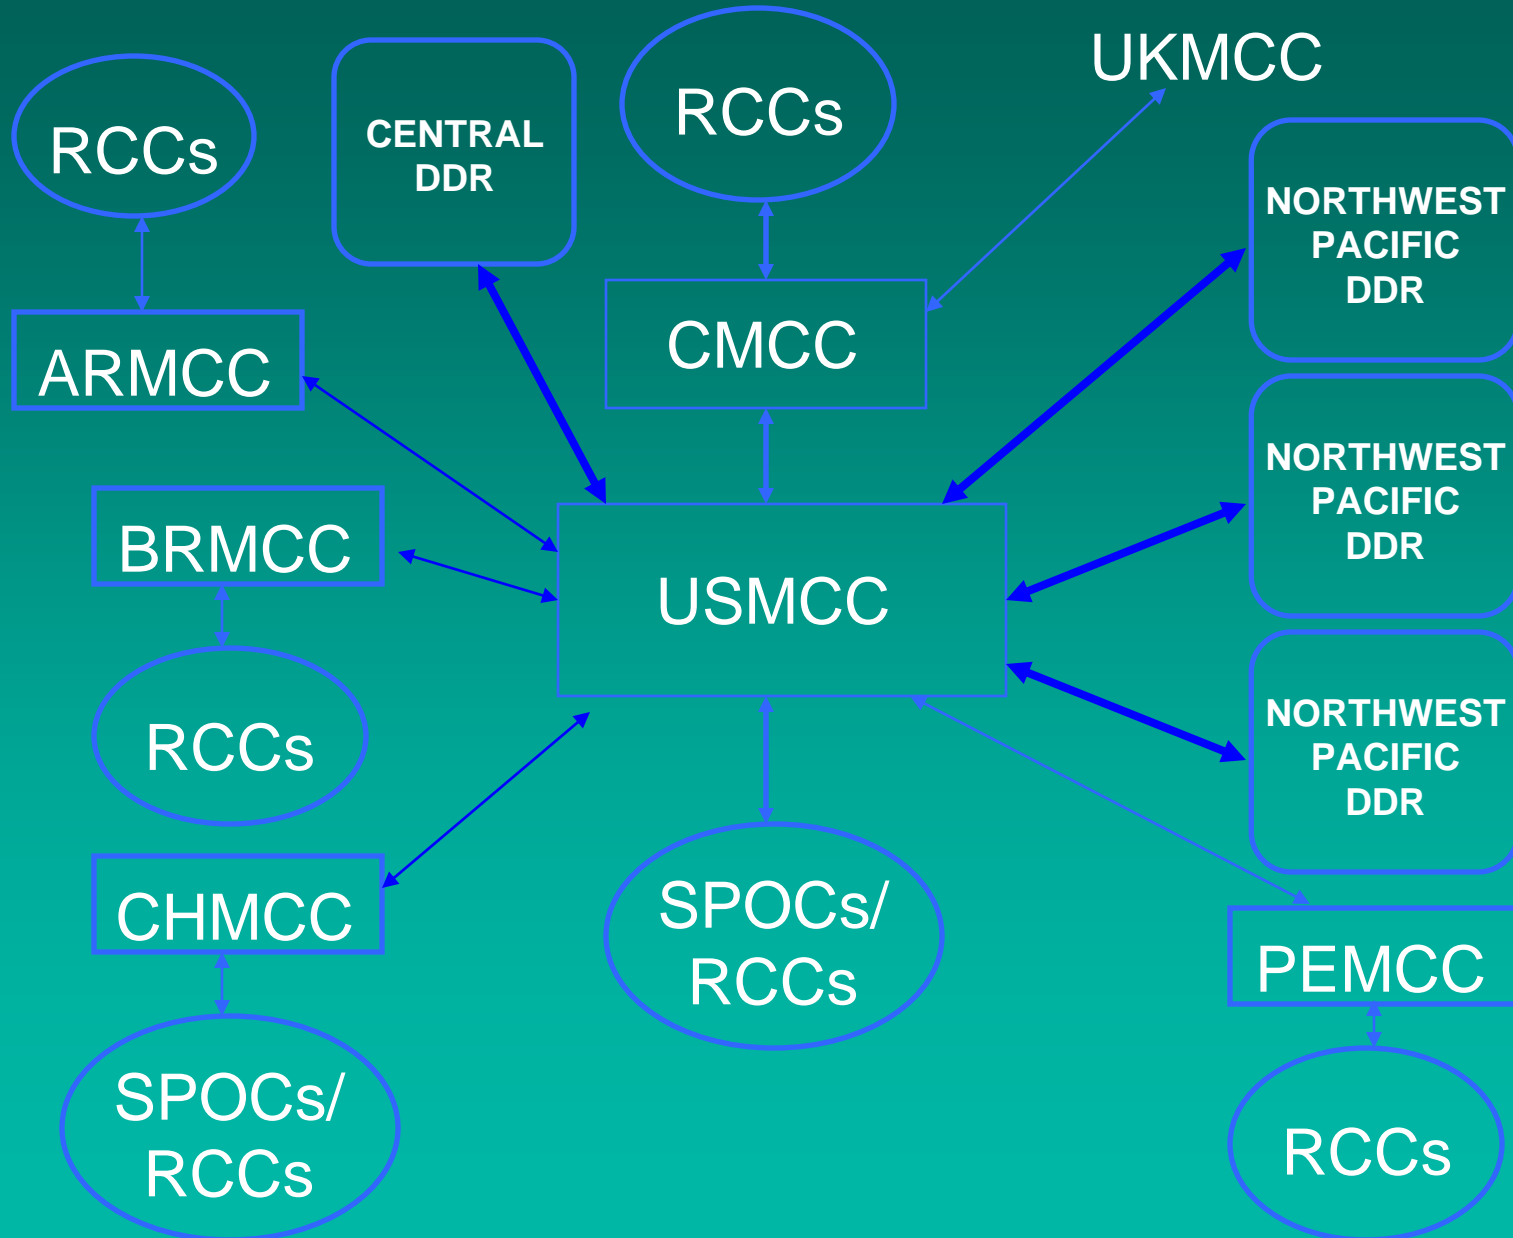 RCCs
CENTRAL
DDR
RCCs
UKMCC
NORTHWEST
PACIFIC
DDR
ARMCC
CMCC
NORTHWEST
PACIFIC
DDR
BRMCC
USMCC
RCCs
NORTHWEST
PACIFIC
DDR
CHMCC
SPOCs/
RCCs
PEMCC
SPOCs/
RCCs
RCCs